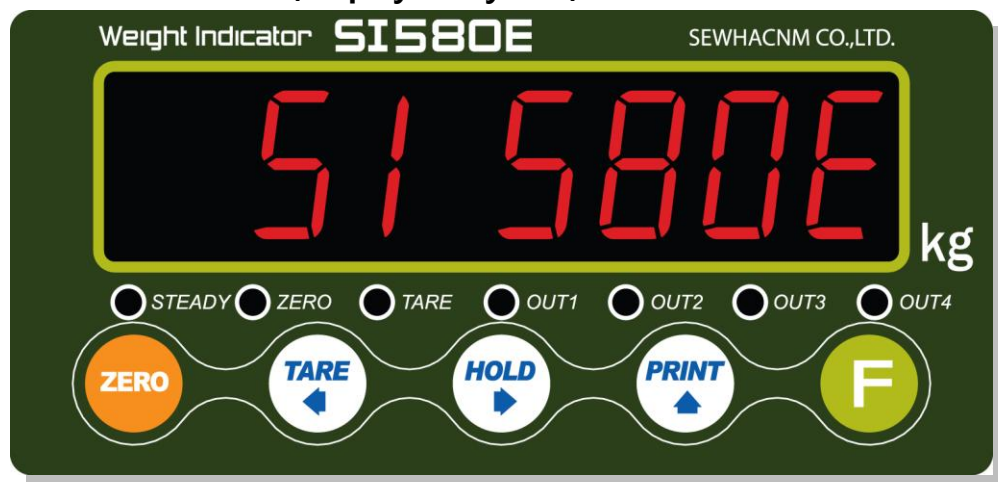 Weight Indicator SI580E SEWHACNM CO.,LTD.
SI 580E
kg
STEADY ZERO TARE OUT1 OUT2 OUT3 OUT4
ZERO TARE HOLD PRINT F